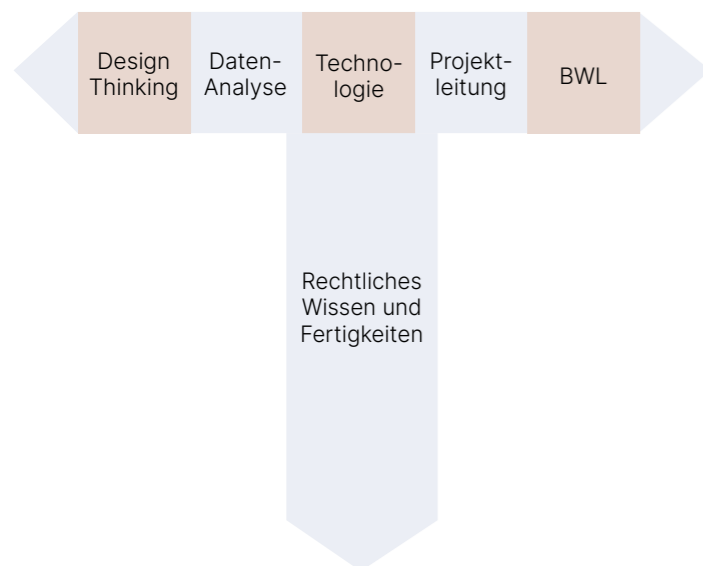 Design
Thinking
Daten-
Analyse
Techno-
logie
Projekt-
leitung
BWL
Rechtliches
Wissen und
Fertigkeiten